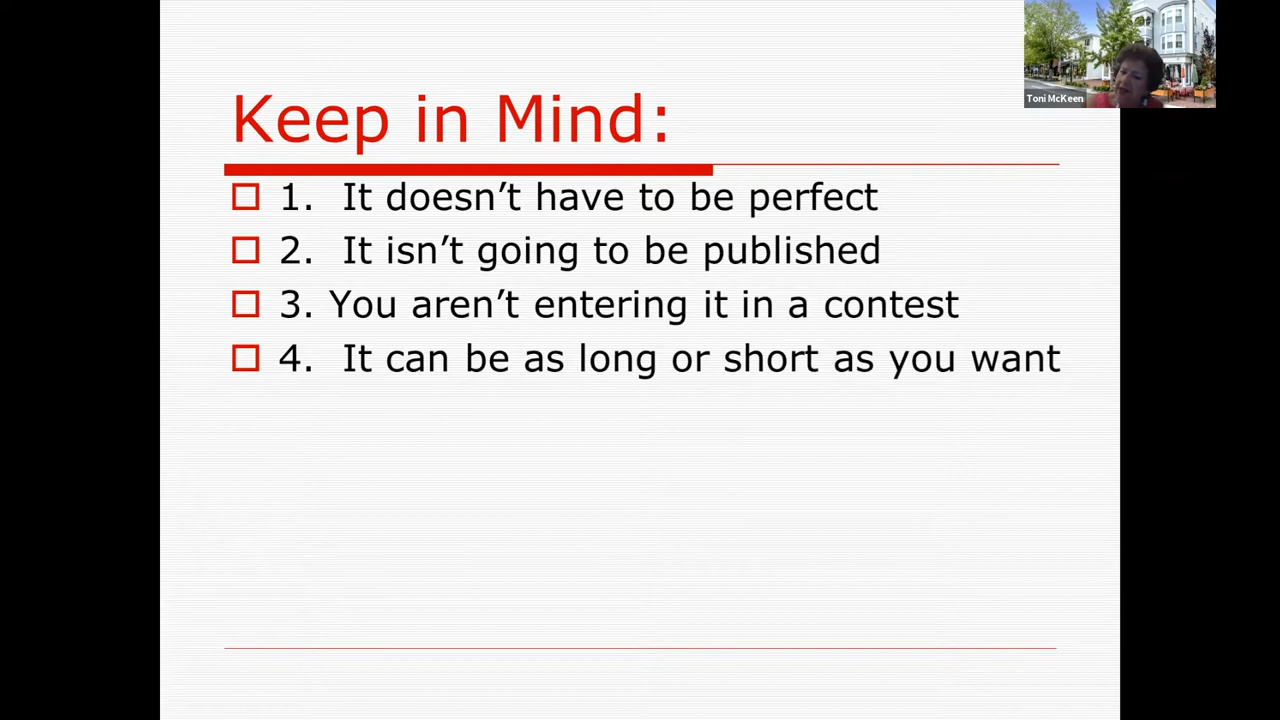 Toni McKeen
Keep in Mind:
1. It doesn’t have to be perfect
2. It isn’t going to be published
3. You aren’t entering it in a contest
4. It can be as long or short as you want